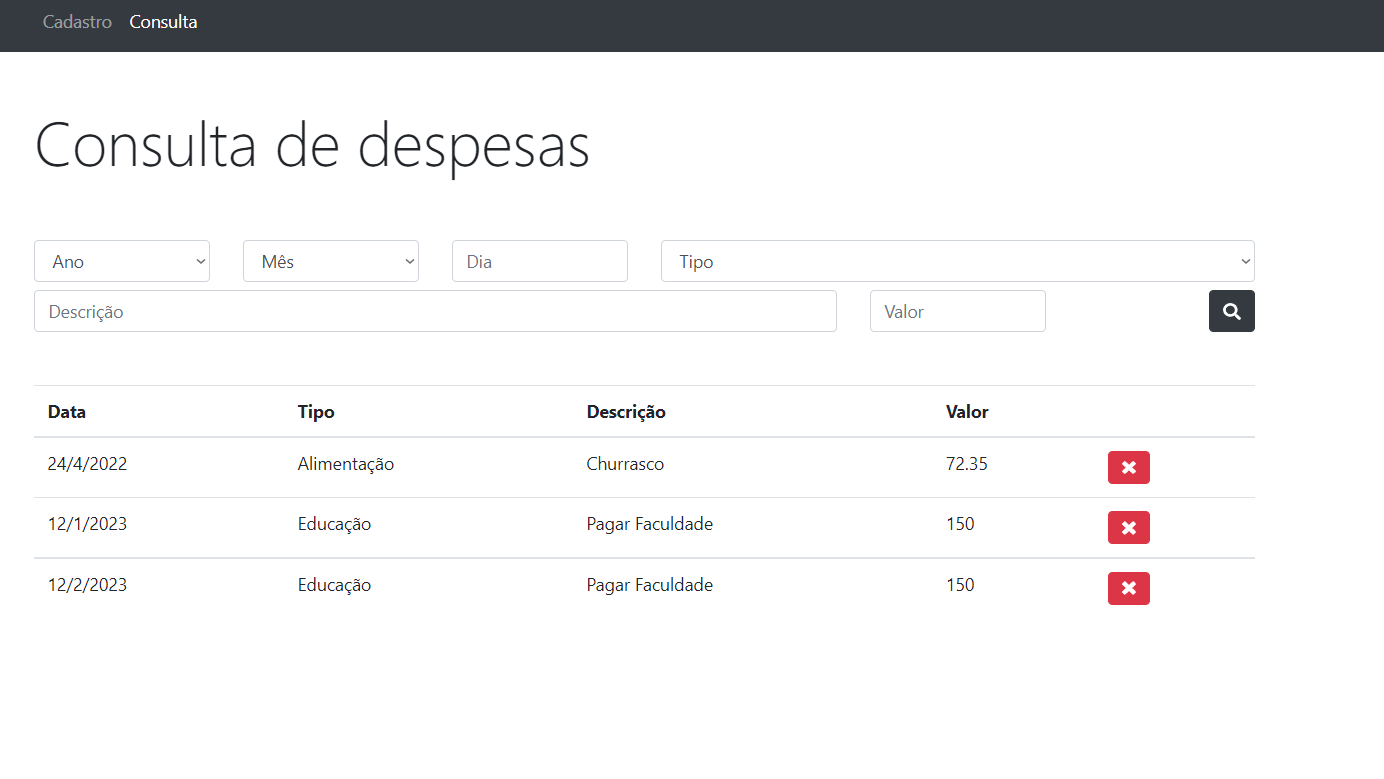 Cadastro Consulta
Consulta de despesas
Ano Mês Dia Tipo
Descrição Valor
Data Tipo Descrição Valor
24/4/2022 Alimentação Churrasco 72.35
12/1/2023 Educação Pagar Faculdade 150
12/2/2023 Educação Pagar Faculdade 150